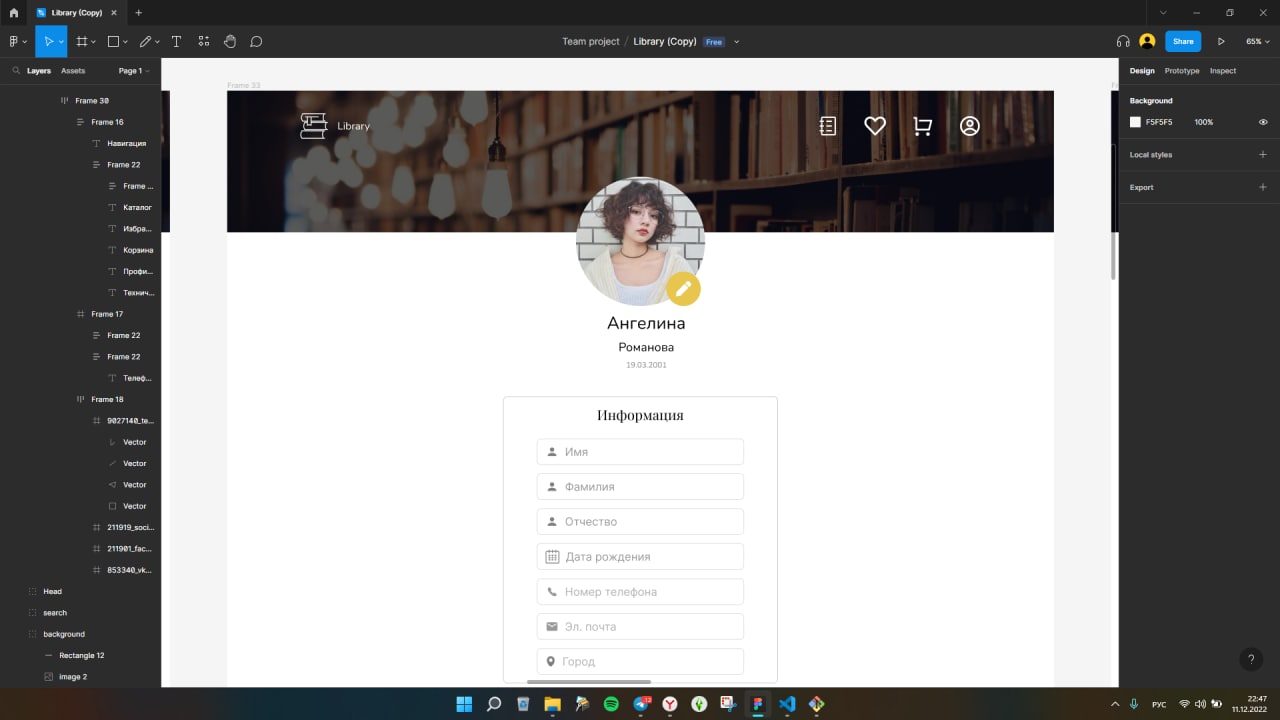 Library (Copy)
Team project / Library (Copy) Free
Share
65%
Layers Assets Page 1
Frame 30
Frame 16
Навигация
Frame 22
Frame ...
Каталог
Избра...
Корзина
Профи...
Технич...
Frame 17
Frame 22
Frame 22
Телеф...
Frame 18
9027140_te...
Vector
Vector
Vector
Vector
211919_soci...
211901_fac...
853340_vk...
Head
search
background
Rectangle 12
image 2
Frame 33
Library
Ангелина
Романова
19.03.2001
Информация
Имя
Фамилия
Отчество
Дата рождения
Номер телефона
Эл. почта
Город
Fr
Design Prototype Inspect
Background
F5F5F5 100%
Local styles
Export
?
РУС
22:47
11.12.2022